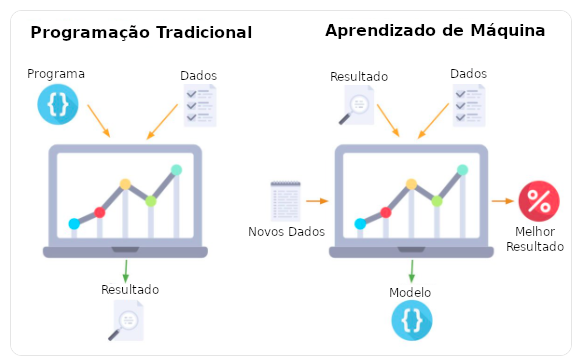 Programação Tradicional
Programa
Dados
Resultado
Aprendizado de Máquina
Resultado
Dados
Novos Dados
Melhor
Resultado
Modelo